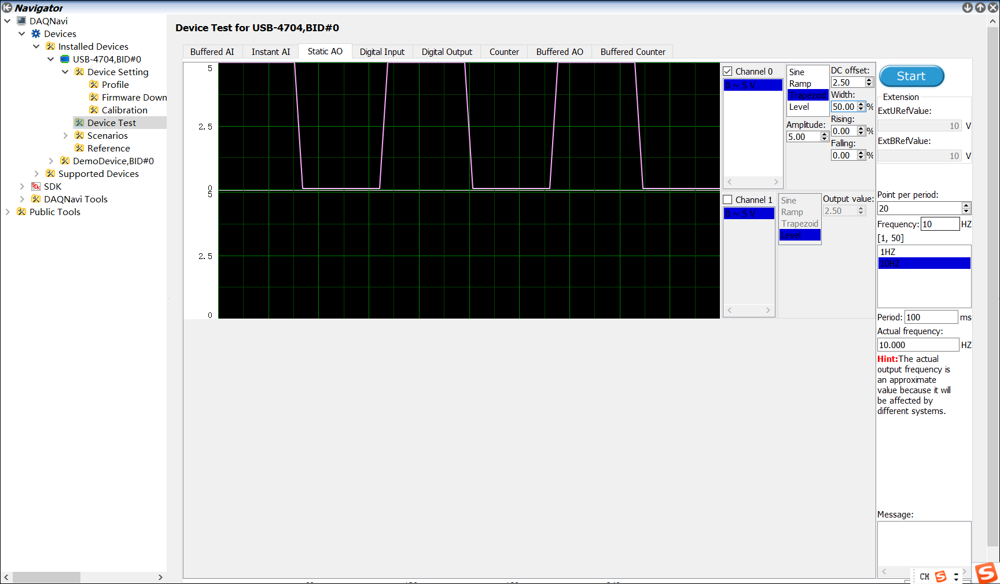 Navigator
DAQNavi
Devices
Installed Devices
USB-4704,BID#0
Device Setting
Profile
Firmware Down
Calibration
Device Test
Scenarios
Reference
DemoDevice,BID#0
Supported Devices
SDK
DAQNavi Tools
Public Tools
Device Test for USB-4704,BID#0
Buffered AI
Instant AI
Static AO
Digital Input
Digital Output
Counter
Buffered AO
Buffered Counter
5
2.5
0
5
2.5
0
Channel 0
0 ~ 5 V
Sine
Ramp
Trapezoid
Level
Amplitude:
5.00
DC offset:
2.50
Width:
50.00 %
Rising:
0.00 %
Falling:
0.00 %
Channel 1
0 ~ 5 V
Sine
Ramp
Trapezoid
Level
Output value:
2.50
Start
Extension
ExtURefValue:
10 V
ExtBRefValue:
10 V
Point per period:
20
Frequency: 10 HZ
[1, 50]
1HZ
10HZ
Period: 100 ms
Actual frequency:
10.000 HZ
Hint:The actual
output frequency is
an approximate
value because it will
be affected by
different systems.
Message:
CH